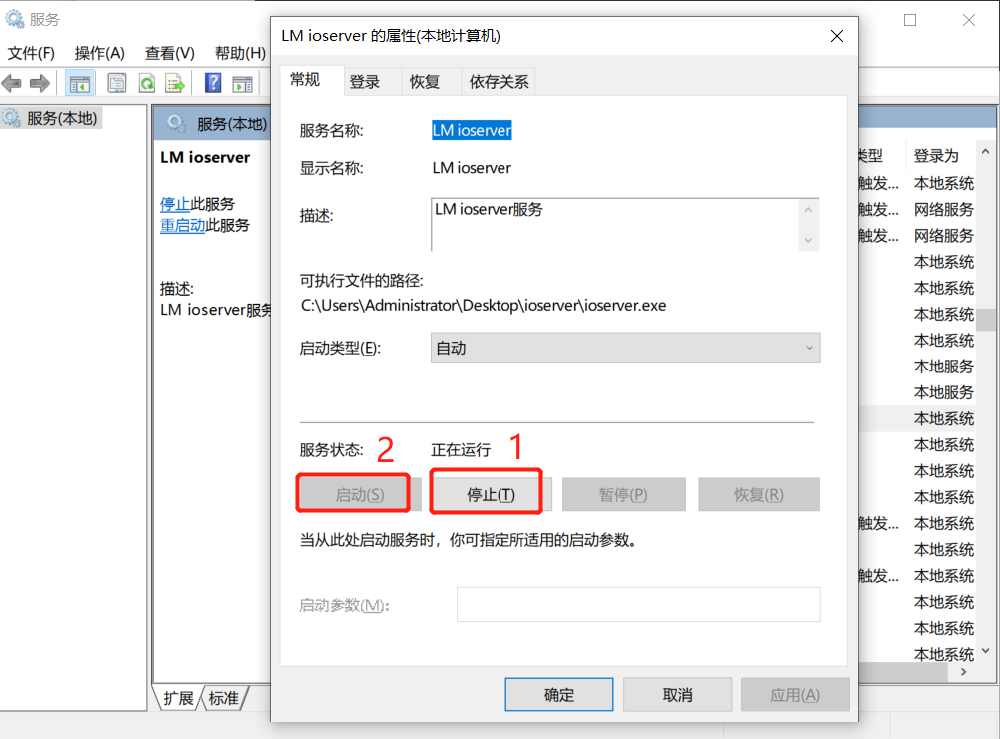 服务
文件(F) 操作(A) 查看(V) 帮助(H)
服务(本地)
服务(本地)
LM ioserver
停止此服务
重启动此服务
描述:
LM ioserver服务
扩展 标准
LM ioserver 的属性(本地计算机)
常规 登录 恢复 依存关系
服务名称: LM ioserver
显示名称: LM ioserver
描述: LM ioserver服务
可执行文件的路径:
C:\Users\Administrator\Desktop\ioserver\ioserver.exe
启动类型(E): 自动
服务状态: 2 正在运行 1
启动(S) 停止(T) 暂停(P) 恢复(R)
当从此处启动服务时，你可指定所适用的启动参数。
启动参数(M):
确定 取消 应用(A)
类型 登录为
触发... 本地系统
触发... 网络服务
触发... 网络服务
本地系统
本地系统
本地系统
本地系统
本地服务
本地服务
本地系统
本地系统
本地系统
本地系统
触发... 本地系统
本地系统
触发... 本地系统
本地系统
本地系统
本地系统